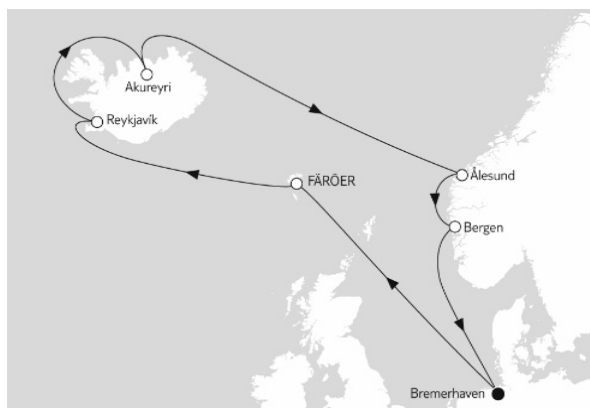 Akureyri
Reykjavík
FÄRÖER
Ålesund
Bergen
Bremerhaven